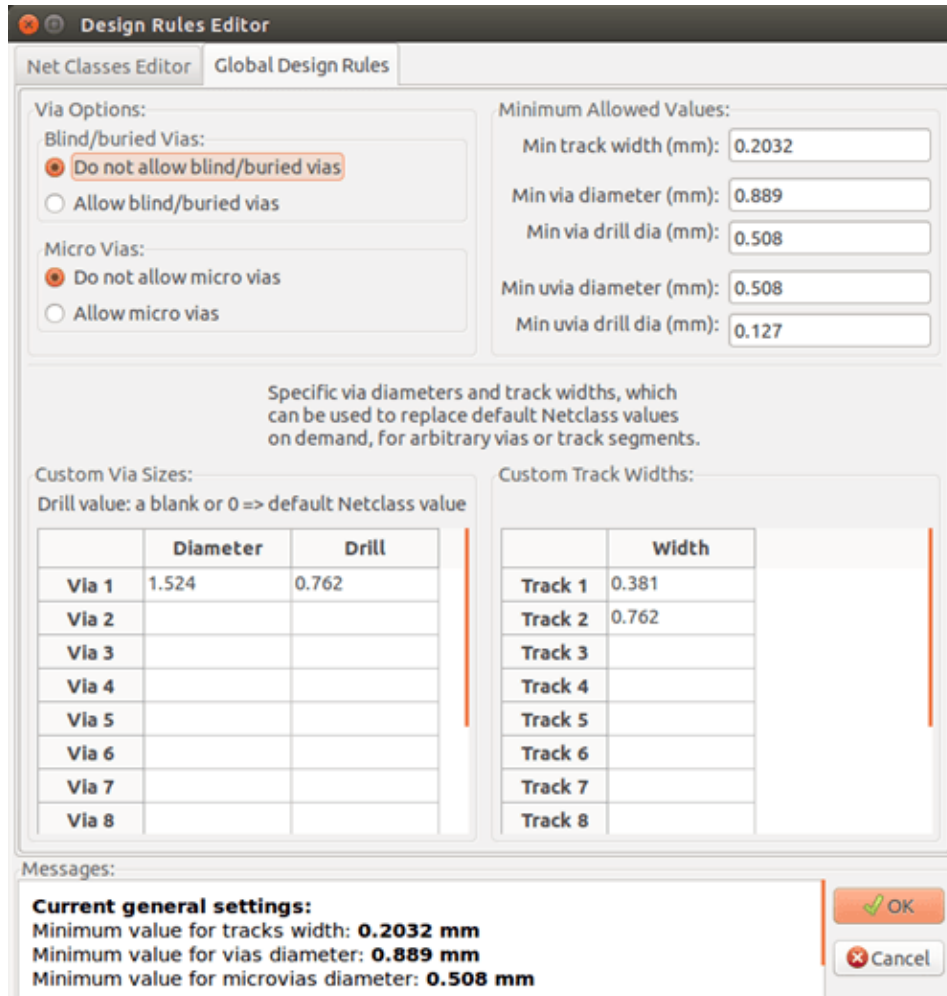 Design Rules Editor
Net Classes Editor
Global Design Rules
Via Options:
Blind/buried Vias:
Do not allow blind/buried vias
Allow blind/buried vias
Micro Vias:
Do not allow micro vias
Allow micro vias
Minimum Allowed Values:
Min track width (mm): 0.2032
Min via diameter (mm): 0.889
Min via drill dia (mm): 0.508
Min uvia diameter (mm): 0.508
Min uvia drill dia (mm): 0.127
Specific via diameters and track widths, which
can be used to replace default Netclass values
on demand, for arbitrary vias or track segments.
Custom Via Sizes:
Drill value: a blank or 0 => default Netclass value
Diameter Drill
Via 1 1.524 0.762
Via 2
Via 3
Via 4
Via 5
Via 6
Via 7
Via 8
Custom Track Widths:
Width
Track 1 0.381
Track 2 0.762
Track 3
Track 4
Track 5
Track 6
Track 7
Track 8
Messages:
Current general settings:
Minimum value for tracks width: 0.2032 mm
Minimum value for vias diameter: 0.889 mm
Minimum value for microvias diameter: 0.508 mm
OK
Cancel